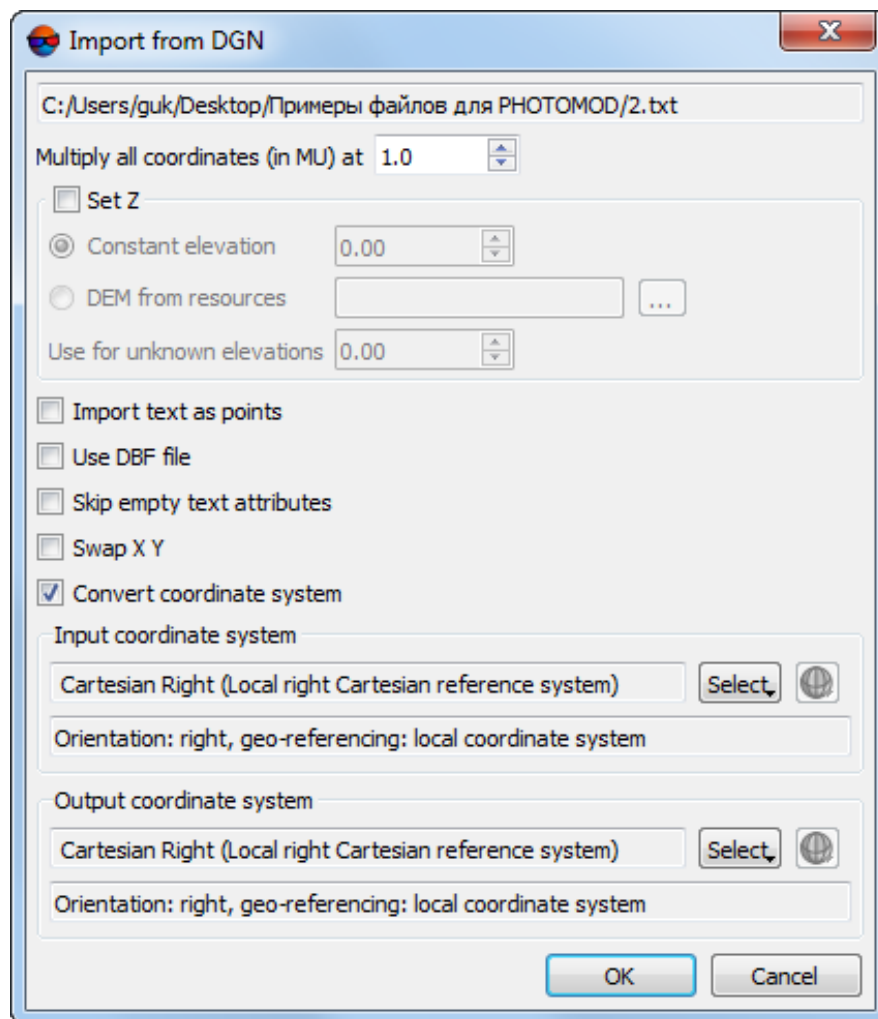 Import from DGN
C:/Users/guk/Desktop/Примеры файлов для PHOTOMOD/2.txt
Multiply all coordinates (in MU) at 1.0
Set Z
Constant elevation 0.00
DEM from resources ...
Use for unknown elevations 0.00
Import text as points
Use DBF file
Skip empty text attributes
Swap X Y
Convert coordinate system
Input coordinate system
Cartesian Right (Local right Cartesian reference system) Select
Orientation: right, geo-referencing: local coordinate system
Output coordinate system
Cartesian Right (Local right Cartesian reference system) Select
Orientation: right, geo-referencing: local coordinate system
OK Cancel